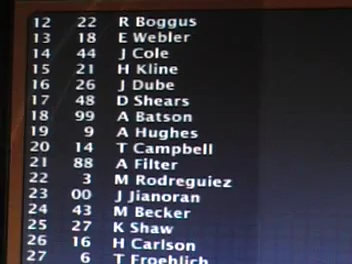 12 22 R Boggus
13 18 E Webler
14 44 J Cole
15 21 H Kline
16 26 J Dube
17 48 D Shears
18 99 A Batson
19 9 A Hughes
20 14 T Campbell
21 88 A Filter
22 3 M Rodreguiez
23 00 J Jianoran
24 43 M Becker
25 27 K Shaw
26 16 H Carlson
27 6 T Froehlich